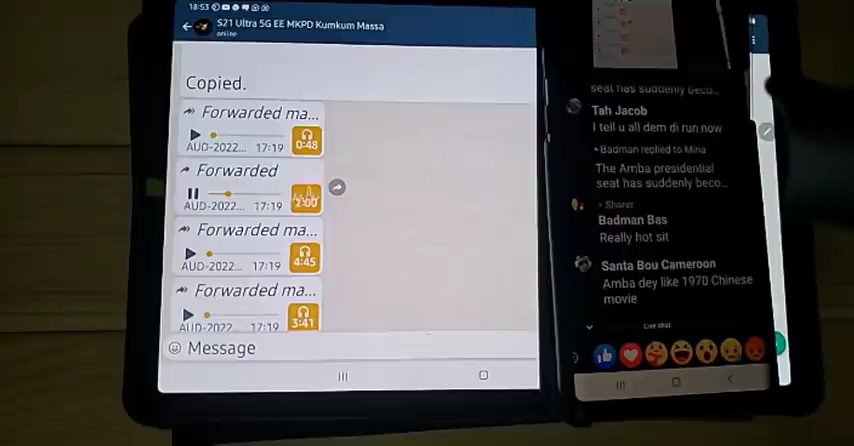 18:53
S21 Ultra 5G EE MKPD Kumkum Massa
online
Copied.
Forwarded ma...
0:48
AUD-2022... 17:19
Forwarded
2:00
AUD-2022... 17:19
Forwarded ma...
4:45
AUD-2022... 17:19
Forwarded ma...
3:41
AUD-2022... 17:19
Message
seat has suddenly beco...
Tah Jacob
I tell u all dem di run now
Badman replied to Mina
The Amba presidential
seat has suddenly beco...
Sharer
Badman Bas
Really hot sit
Santa Bou Cameroon
Amba dey like 1970 Chinese
movie
Live chat